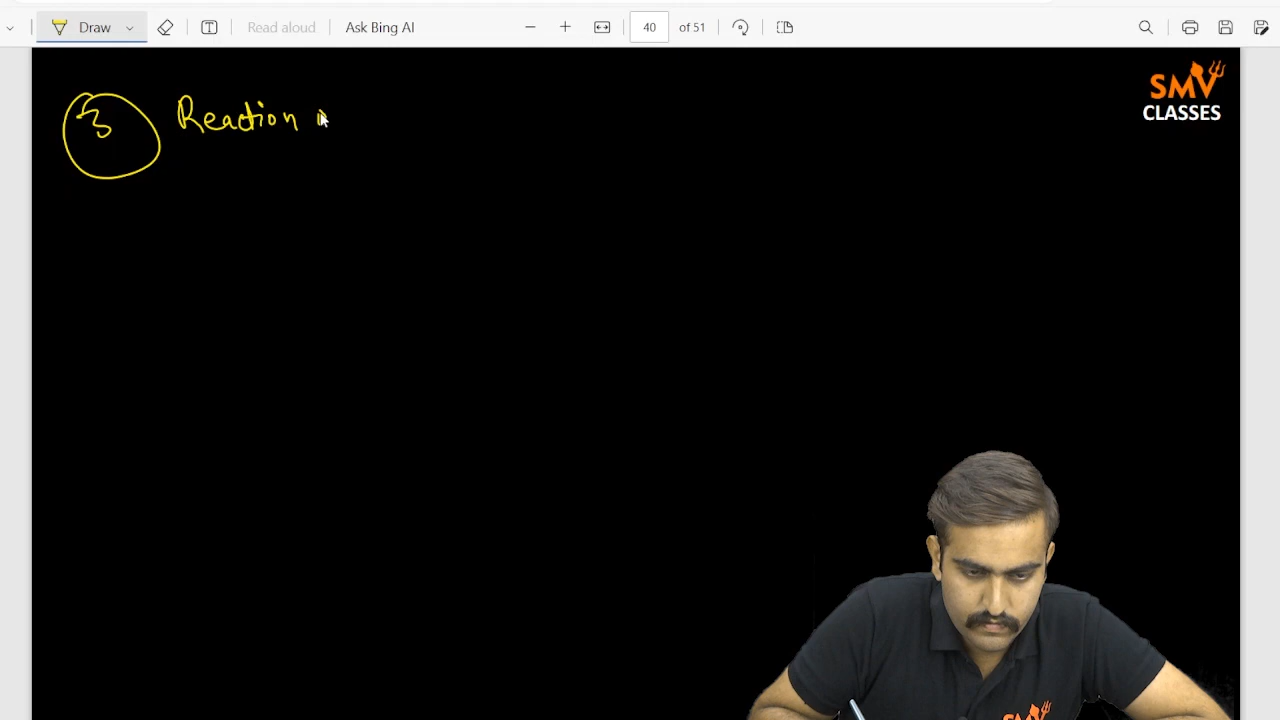 Draw
Read aloud
Ask Bing AI
40
of 51
SMV
CLASSES
3 Reaction